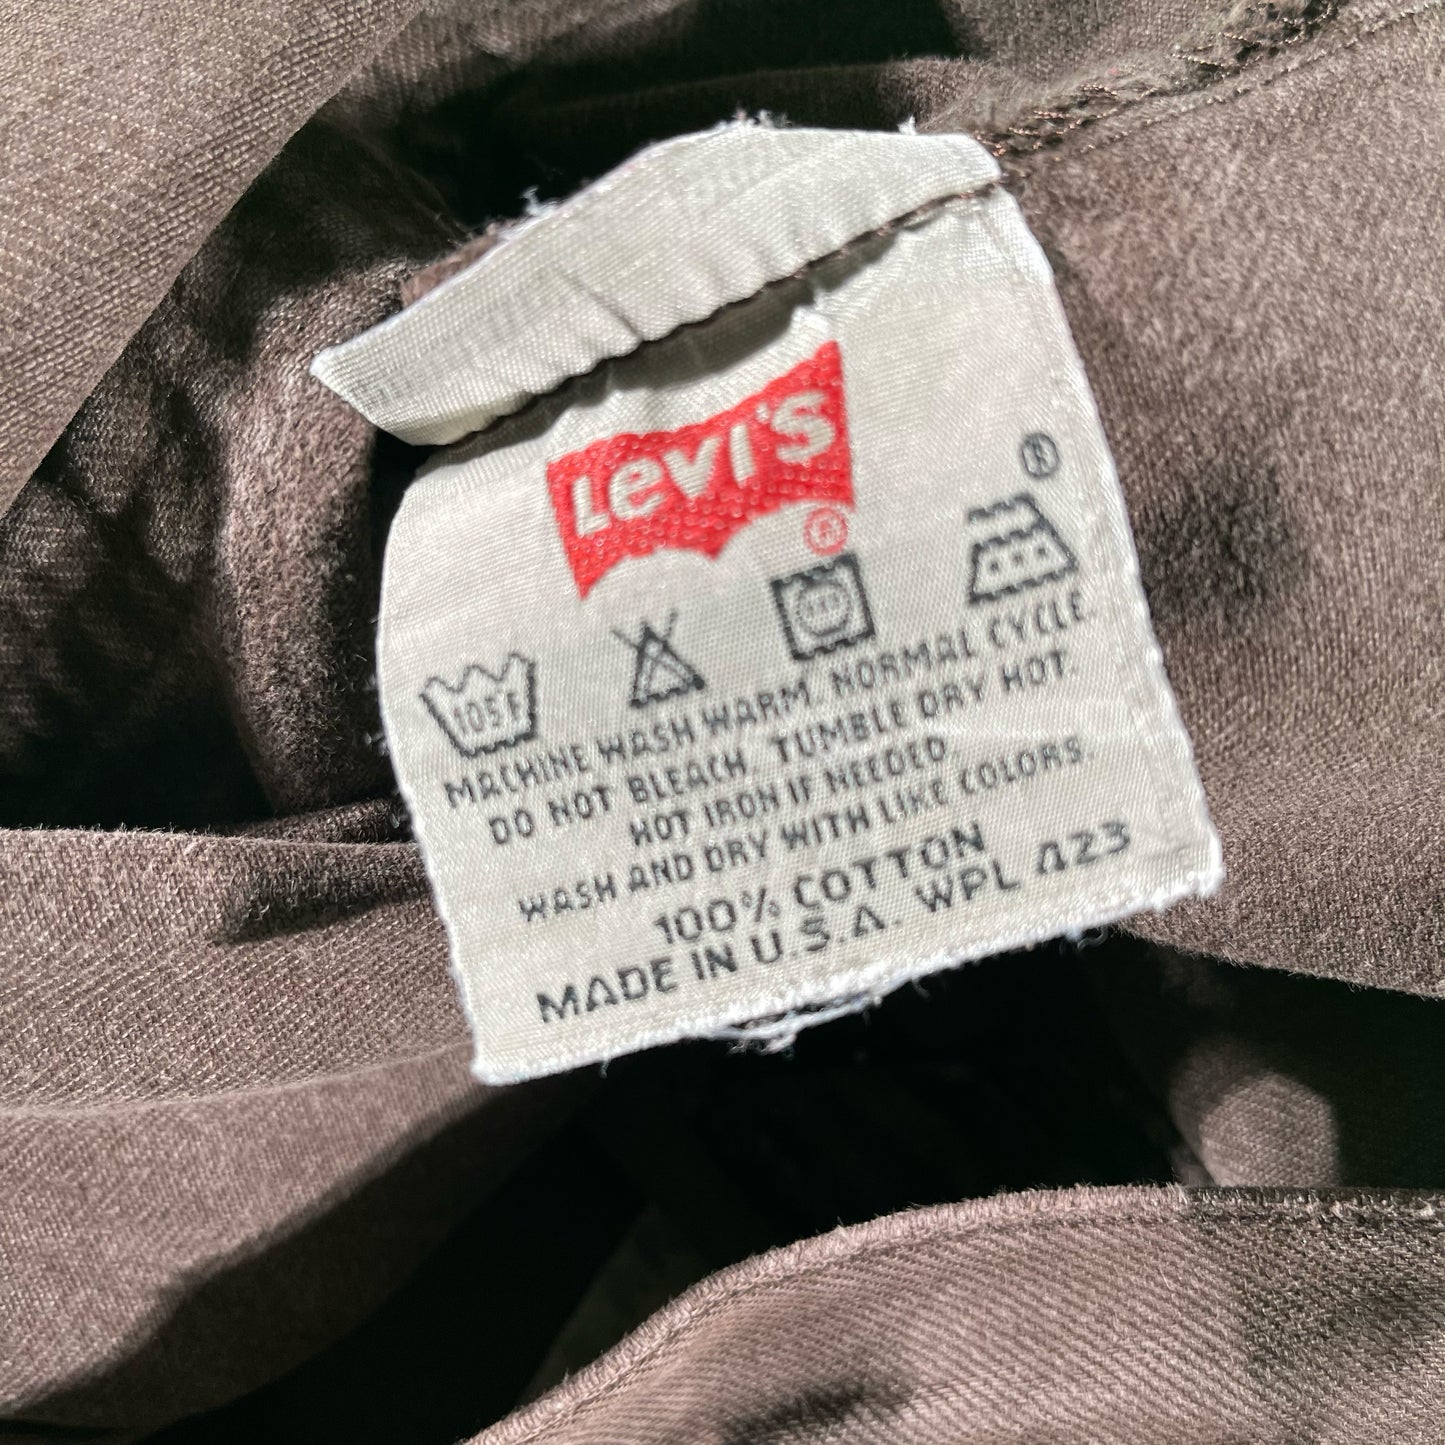 LEVI'S
®
®
105F
MACHINE WASH WARM. NORMAL CYCLE.
DO NOT BLEACH. TUMBLE DRY HOT.
HOT IRON IF NEEDED.
WASH AND DRY WITH LIKE COLORS
100% COTTON
MADE IN U.S.A. WPL 423